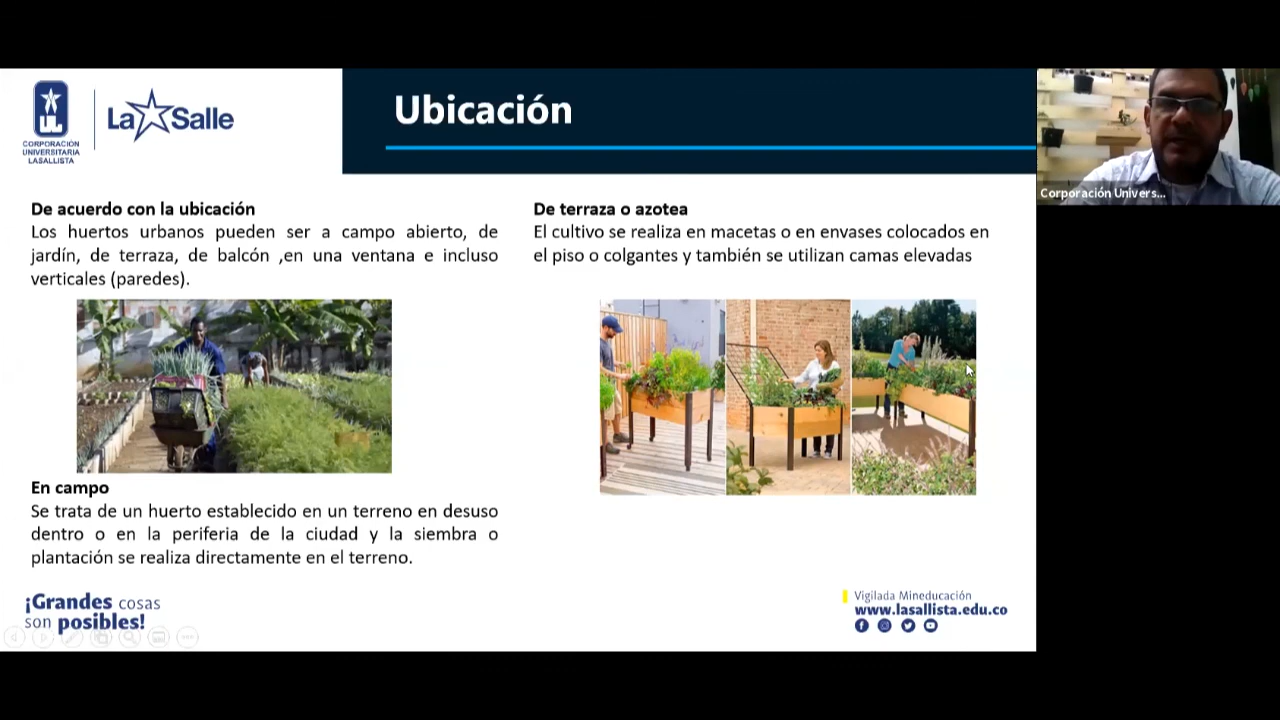 CORPORACIÓN
UNIVERSITARIA
LASALLISTA
La Salle
Ubicación
De acuerdo con la ubicación
Los huertos urbanos pueden ser a campo abierto, de
jardín, de terraza, de balcón ,en una ventana e incluso
verticales (paredes).
En campo
Se trata de un huerto establecido en un terreno en desuso
dentro o en la periferia de la ciudad y la siembra o
plantación se realiza directamente en el terreno.
De terraza o azotea
El cultivo se realiza en macetas o en envases colocados en
el piso o colgantes y también se utilizan camas elevadas
¡Grandes cosas
son posibles!
Vigilada Mineducación
www.lasallista.edu.co
Corporación Univers...